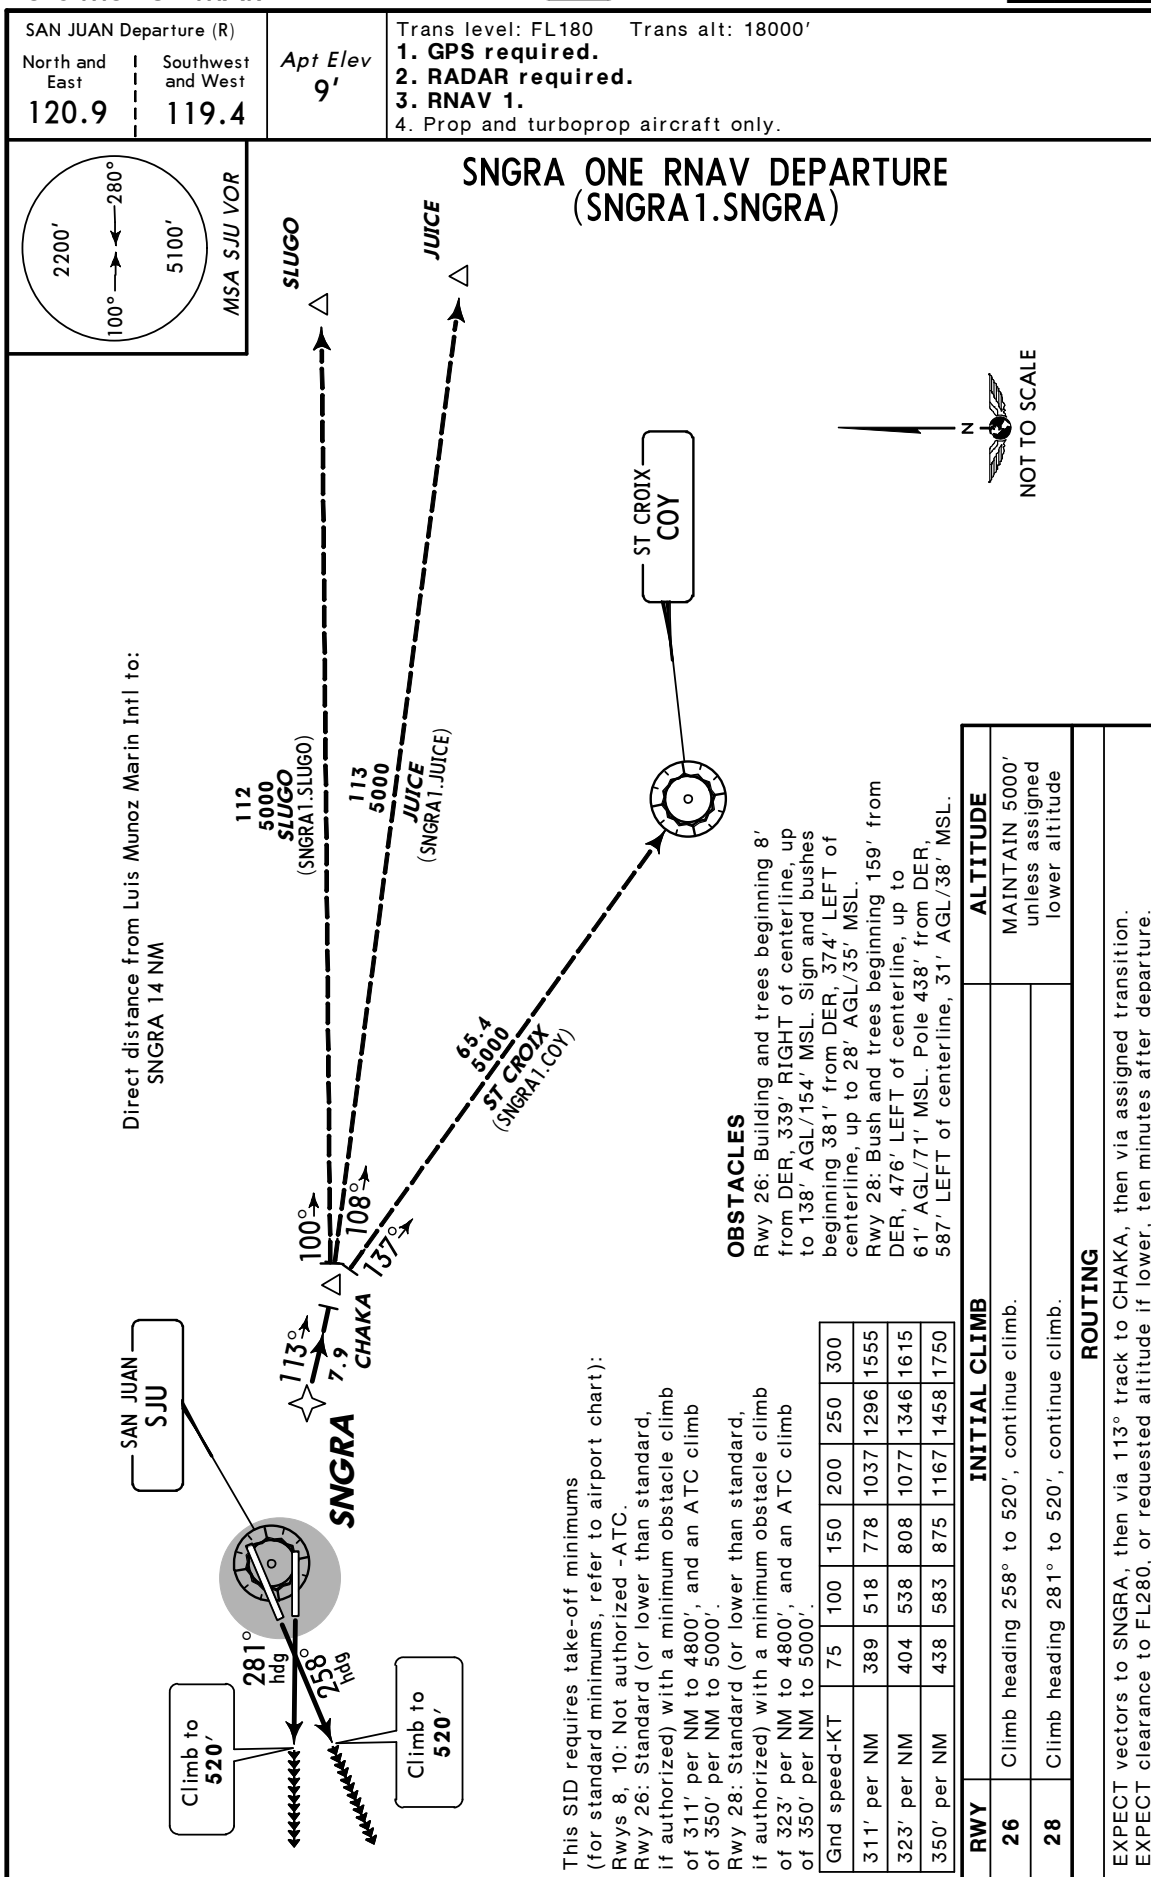 SAN JUAN Departure (R)
North and
East
120.9
Southwest
and West
119.4
Apt Elev
9'
Trans level: FL180 Trans alt: 18000'
1. GPS required.
2. RADAR required.
3. RNAV 1.
4. Prop and turboprop aircraft only.
SNGRA ONE RNAV DEPARTURE
(SNGRA1.SNGRA)
2200'
100°
280°
5100'
MSA SJU VOR
SLUGO
JUICE
Direct distance from Luis Munoz Marin Intl to:
SNGRA 14 NM
112
5000
SLUGO
(SNGRA1.SLUGO)
113
5000
JUICE
(SNGRA1.JUICE)
65.4
5000
ST CROIX
(SNGRA1.COY)
ST CROIX
COY
N
NOT TO SCALE
100°
108°
137°
113°
7.9
CHAKA
SNGRA
SAN JUAN
SJU
281°
hdg
258°
hdg
Climb to
520'
Climb to
520'
OBSTACLES
Rwy 26: Building and trees beginning 8'
from DER, 339' RIGHT of centerline, up
to 138' AGL/154' MSL. Sign and bushes
beginning 381' from DER, 374' LEFT of
centerline, up to 28' AGL/35' MSL.
Rwy 28: Bush and trees beginning 159' from
DER, 476' LEFT of centerline, up to
61' AGL/71' MSL. Pole 438' from DER,
587' LEFT of centerline, 31' AGL/38' MSL.
This SID requires take-off minimums
(for standard minimums, refer to airport chart):
Rwys 8, 10: Not authorized -ATC.
Rwy 26: Standard (or lower than standard,
if authorized) with a minimum obstacle climb
of 311' per NM to 4800', and an ATC climb
of 350' per NM to 5000'.
Rwy 28: Standard (or lower than standard,
if authorized) with a minimum obstacle climb
of 323' per NM to 4800', and an ATC climb
of 350' per NM to 5000'.
Gnd speed-KT 75 100 150 200 250 300
311' per NM 389 518 778 1037 1296 1555
323' per NM 404 538 808 1077 1346 1615
350' per NM 438 583 875 1167 1458 1750
RWY INITIAL CLIMB ALTITUDE
26 Climb heading 258° to 520', continue climb.
28 Climb heading 281° to 520', continue climb.
MAINTAIN 5000'
unless assigned
lower altitude
ROUTING
EXPECT vectors to SNGRA, then via 113° track to CHAKA, then via assigned transition.
EXPECT clearance to FL280, or requested altitude if lower, ten minutes after departure.